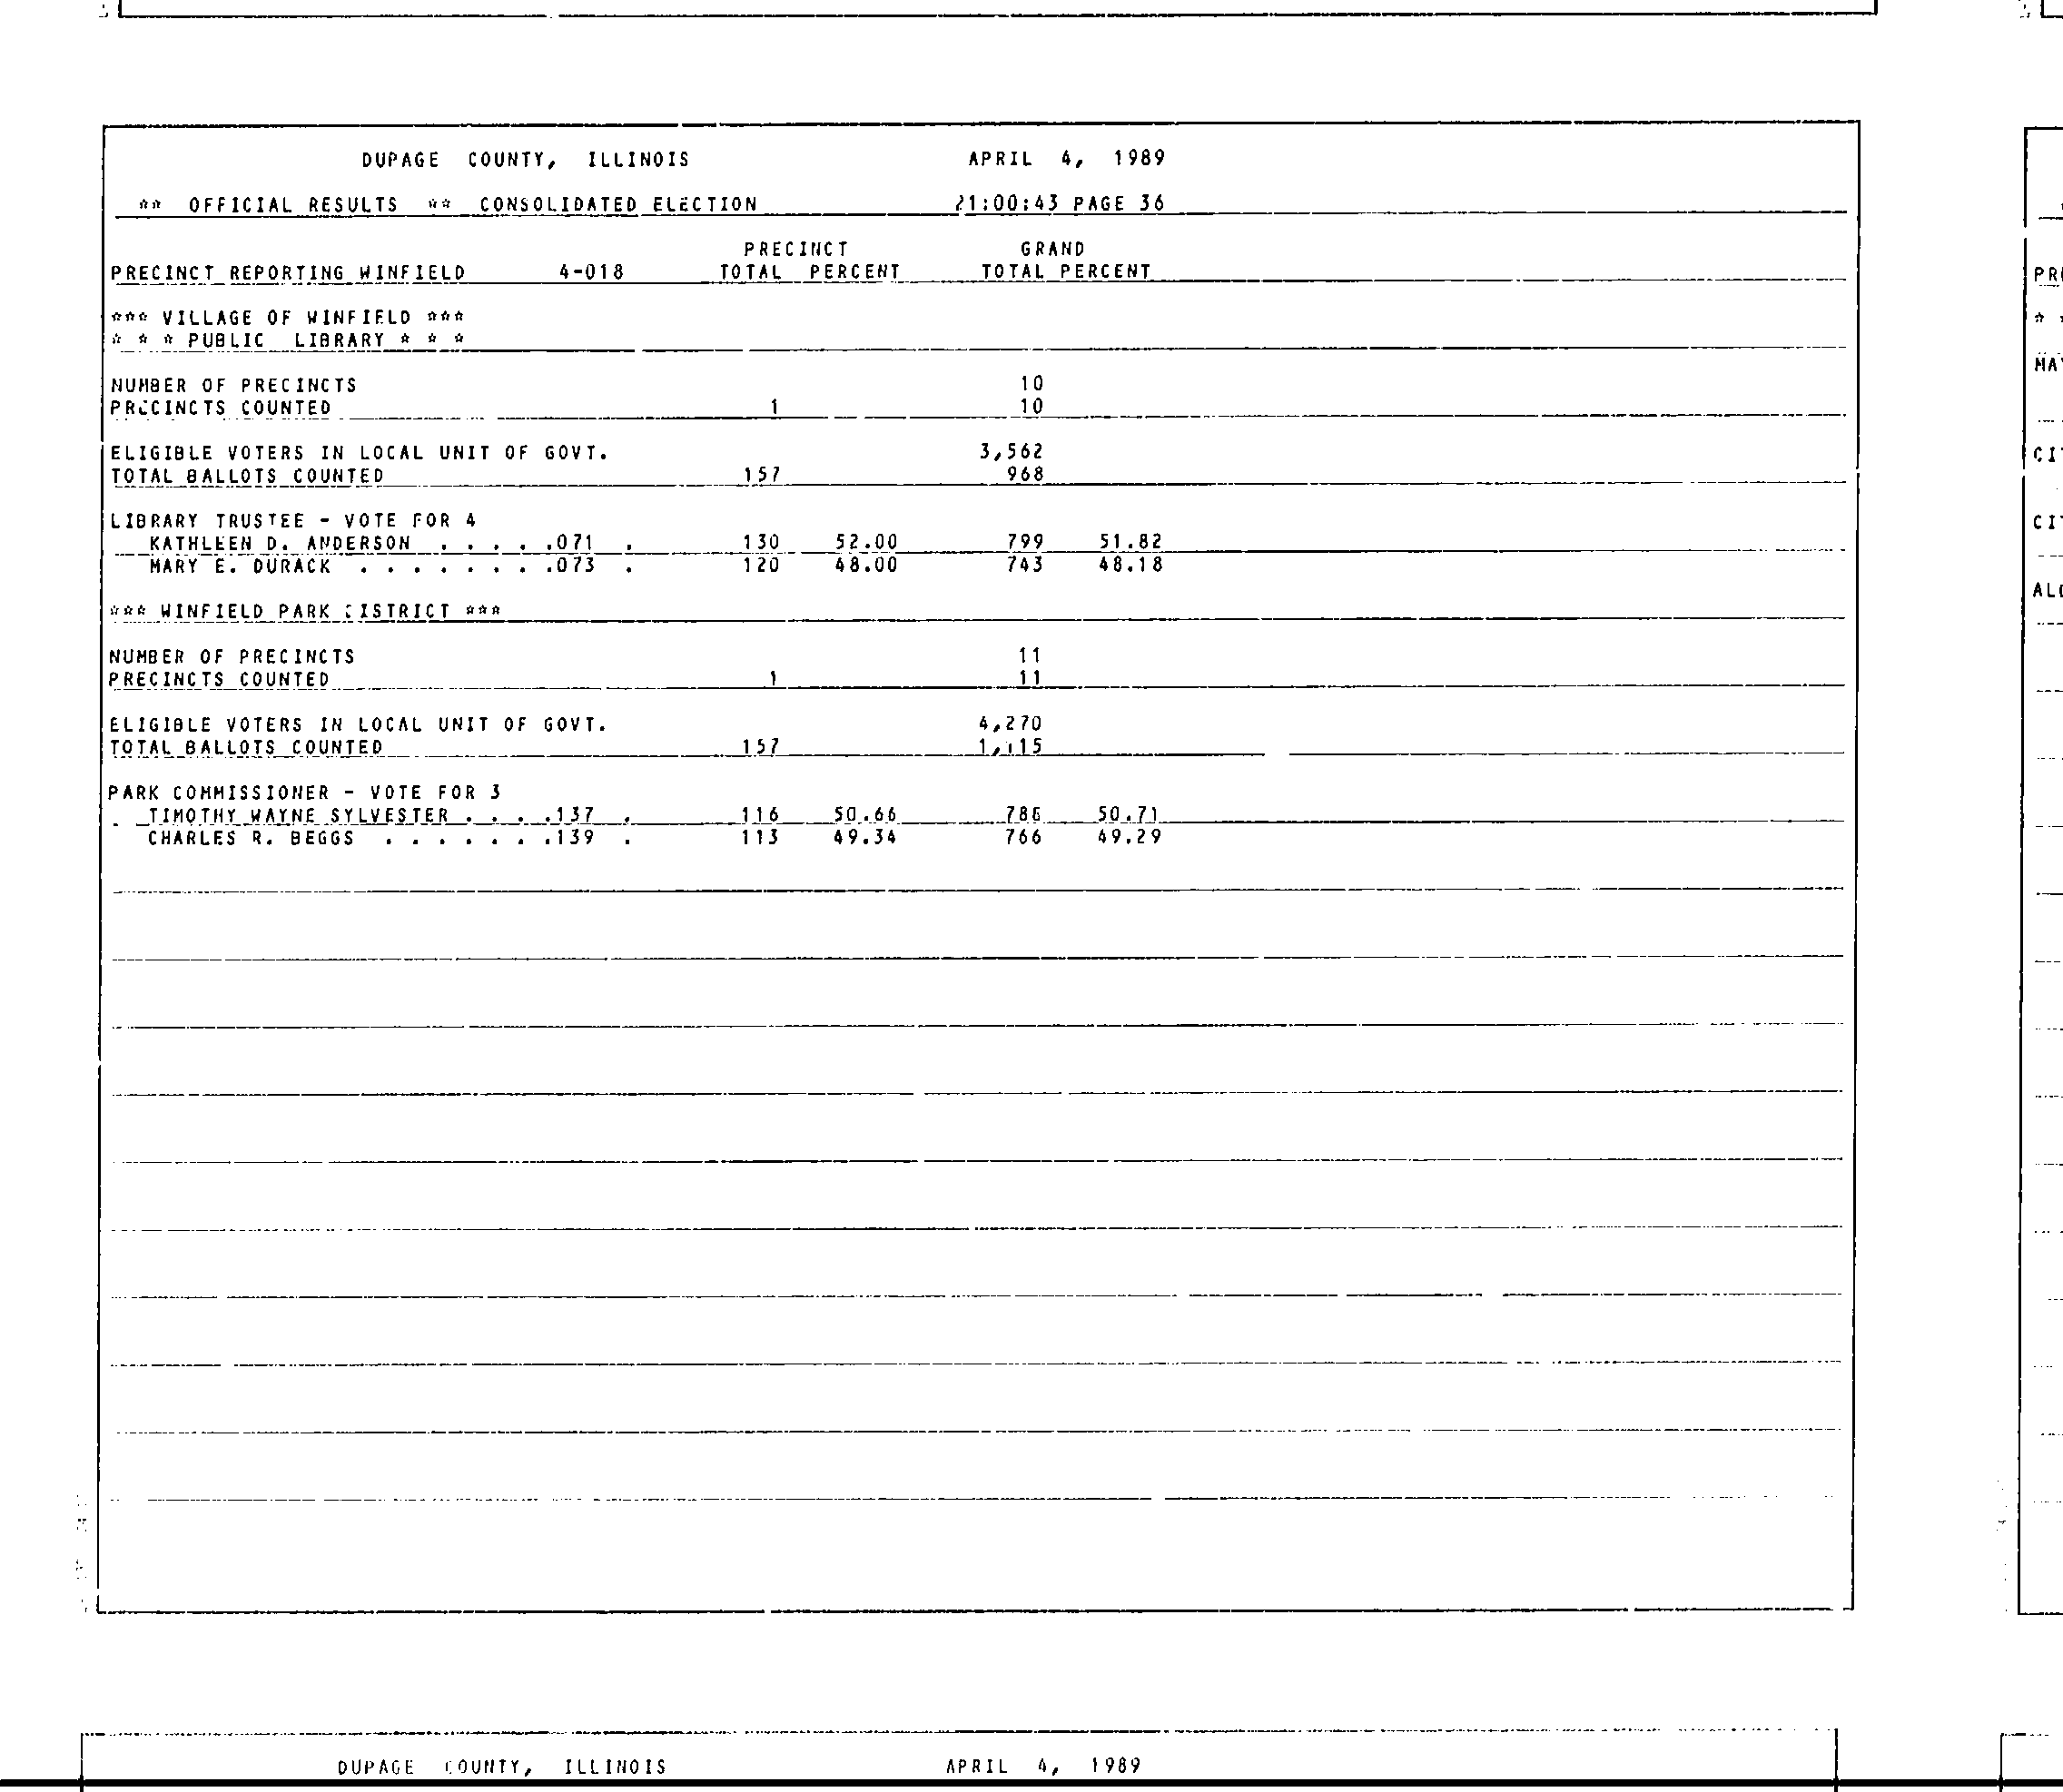 DUPAGE COUNTY, ILLINOIS APRIL 4, 1989
** OFFICIAL RESULTS ** CONSOLIDATED ELECTION 21:00:43 PAGE 36
PRECINCT GRAND
PRECINCT REPORTING WINFIELD 4-018 TOTAL PERCENT TOTAL PERCENT
*** VILLAGE OF WINFIELD ***
* * * PUBLIC LIBRARY * * *
NUMBER OF PRECINCTS 10
PRECINCTS COUNTED 1 10
ELIGIBLE VOTERS IN LOCAL UNIT OF GOVT. 3,562
TOTAL BALLOTS COUNTED 157 968
LIBRARY TRUSTEE - VOTE FOR 4
KATHLEEN D. ANDERSON . . . . .071 . 130 52.00 799 51.82
MARY E. DURACK . . . . . . . .073 . 120 48.00 743 48.18
*** WINFIELD PARK DISTRICT ***
NUMBER OF PRECINCTS 11
PRECINCTS COUNTED 1 11
ELIGIBLE VOTERS IN LOCAL UNIT OF GOVT. 4,270
TOTAL BALLOTS COUNTED 157 1,115
PARK COMMISSIONER - VOTE FOR 3
TIMOTHY WAYNE SYLVESTER . . . .137 . 116 50.66 788 50.71
CHARLES R. BEGGS . . . . . . .139 . 113 49.34 766 49.29
DUPAGE COUNTY, ILLINOIS APRIL 4, 1989